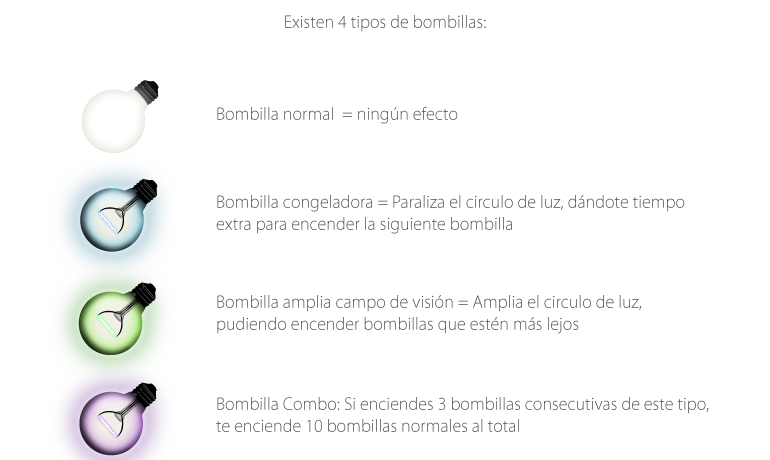 Existen 4 tipos de bombillas:
Bombilla normal = ningún efecto
Bombilla congeladora = Paraliza el circulo de luz, dándote tiempo
extra para encender la siguiente bombilla
Bombilla amplia campo de visión = Amplia el circulo de luz,
pudiendo encender bombillas que estén más lejos
Bombilla Combo: Si enciendes 3 bombillas consecutivas de este tipo,
te enciende 10 bombillas normales al total